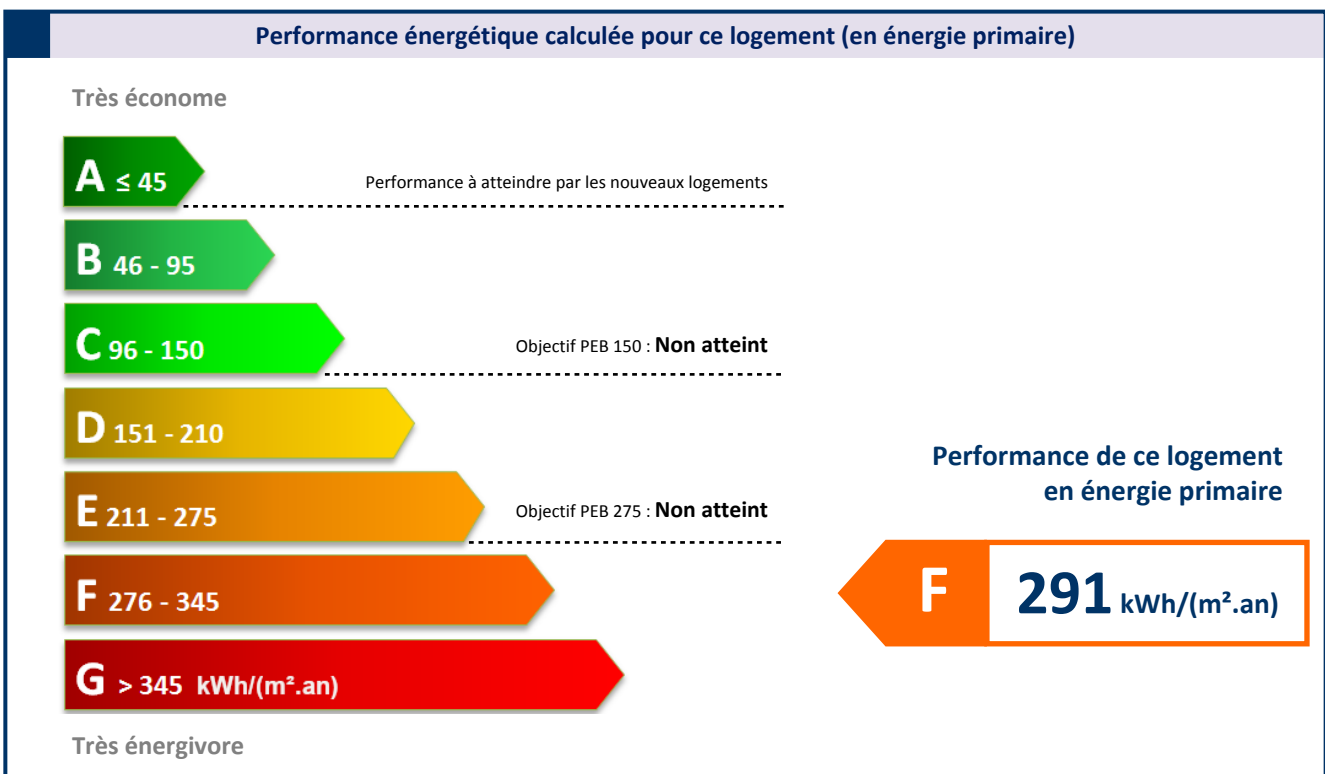 Performance énergétique calculée pour ce logement (en énergie primaire)
Très économe
A ≤ 45
Performance à atteindre par les nouveaux logements
B 46 - 95
C 96 - 150
Objectif PEB 150 : Non atteint
D 151 - 210
E 211 - 275
Objectif PEB 275 : Non atteint
F 276 - 345
G > 345 kWh/(m².an)
Très énergivore
Performance de ce logement
en énergie primaire
F 291 kWh/(m².an)